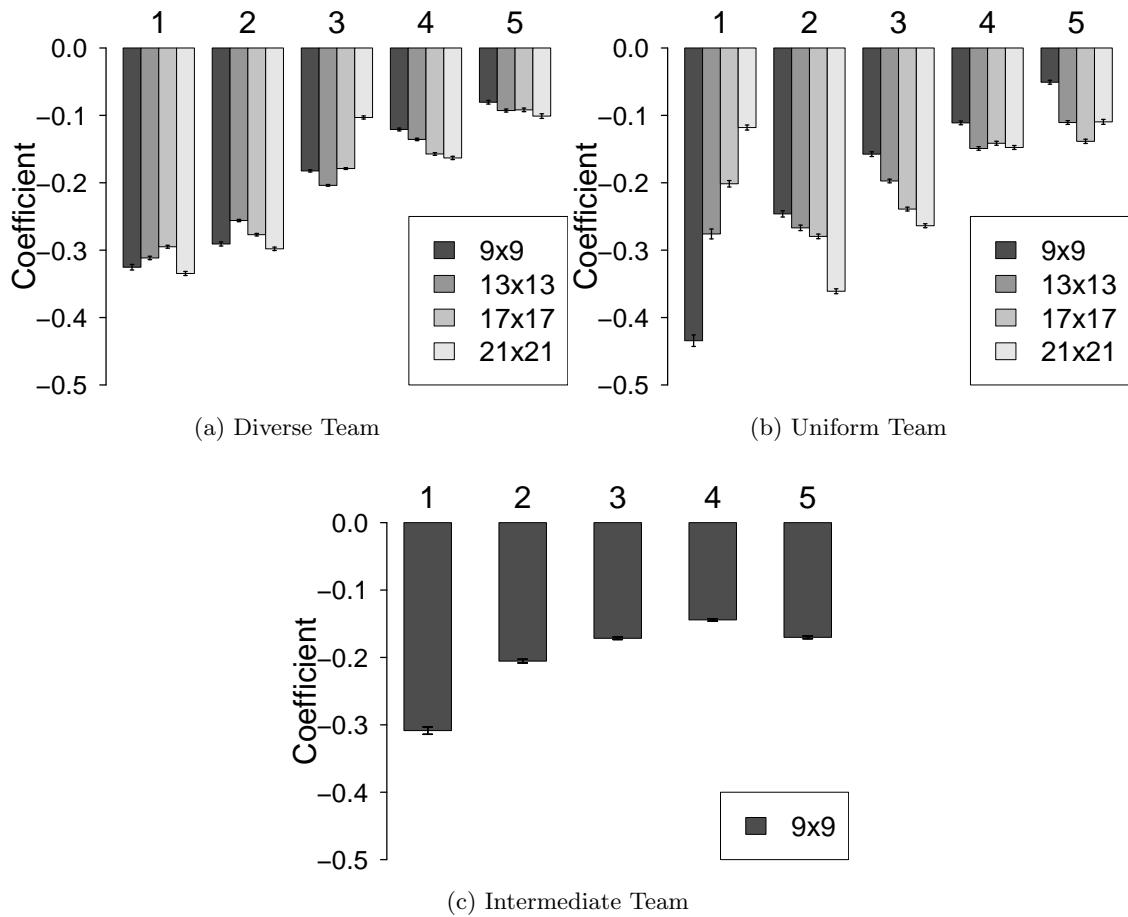 1 2 3 4 5
0.0
−0.1
−0.2
−0.3
−0.4
−0.5
Coefficient
9x9
13x13
17x17
21x21
(a) Diverse Team
1 2 3 4 5
0.0
−0.1
−0.2
−0.3
−0.4
−0.5
Coefficient
9x9
13x13
17x17
21x21
(b) Uniform Team
1 2 3 4 5
0.0
−0.1
−0.2
−0.3
−0.4
−0.5
Coefficient
9x9
(c) Intermediate Team